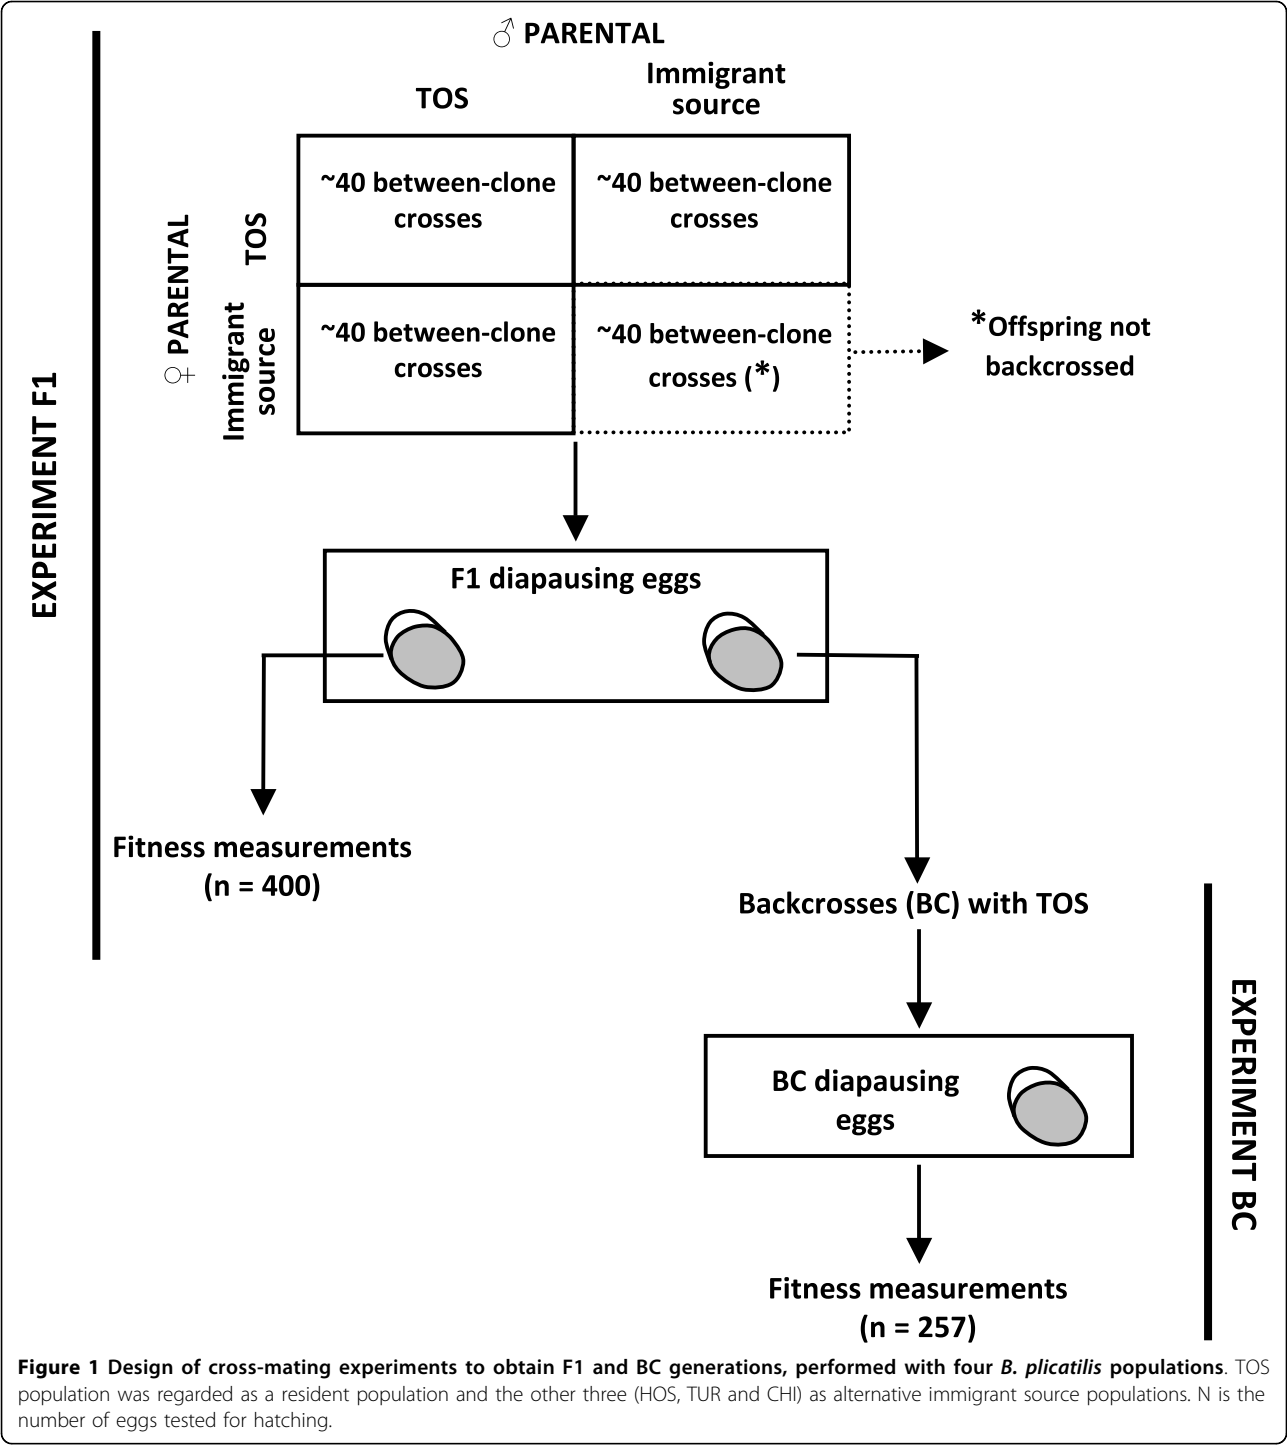 ♂ PARENTAL
TOS
Immigrant
source
♀ PARENTAL
TOS
Immigrant
source
~40 between-clone
crosses
~40 between-clone
crosses
~40 between-clone
crosses
~40 between-clone
crosses (*)
*Offspring not
backcrossed
EXPERIMENT F1
F1 diapausing eggs
Fitness measurements
(n = 400)
Backcrosses (BC) with TOS
BC diapausing
eggs
EXPERIMENT BC
Fitness measurements
(n = 257)
Figure 1 Design of cross-mating experiments to obtain F1 and BC generations, performed with four B. plicatilis populations. TOS
population was regarded as a resident population and the other three (HOS, TUR and CHI) as alternative immigrant source populations. N is the
number of eggs tested for hatching.